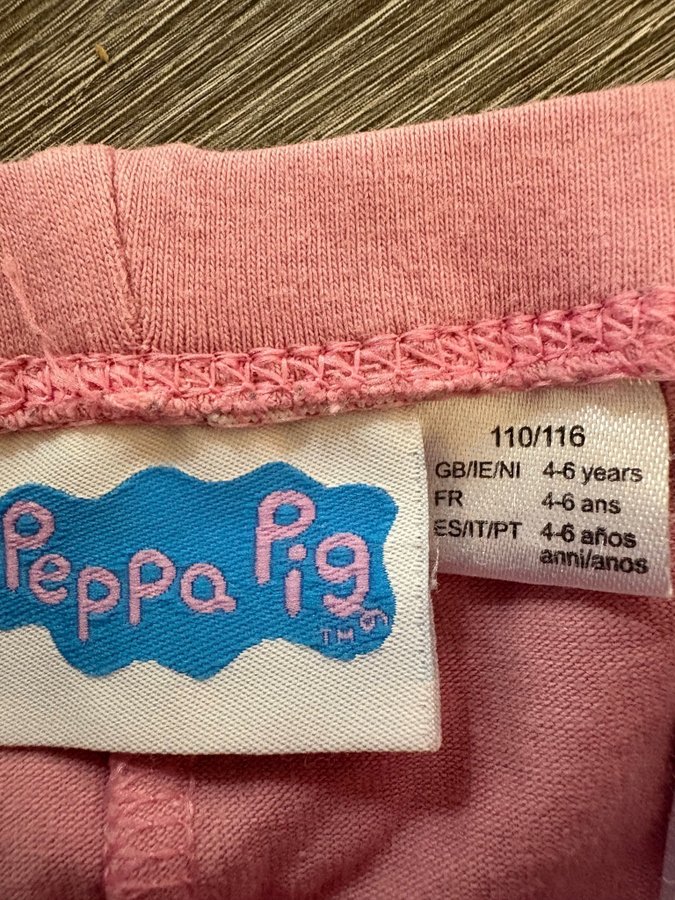 Peppa Pig
TM
110/116
GB/IE/NI 4-6 years
FR 4-6 ans
ES/IT/PT 4-6 años
anni/anos